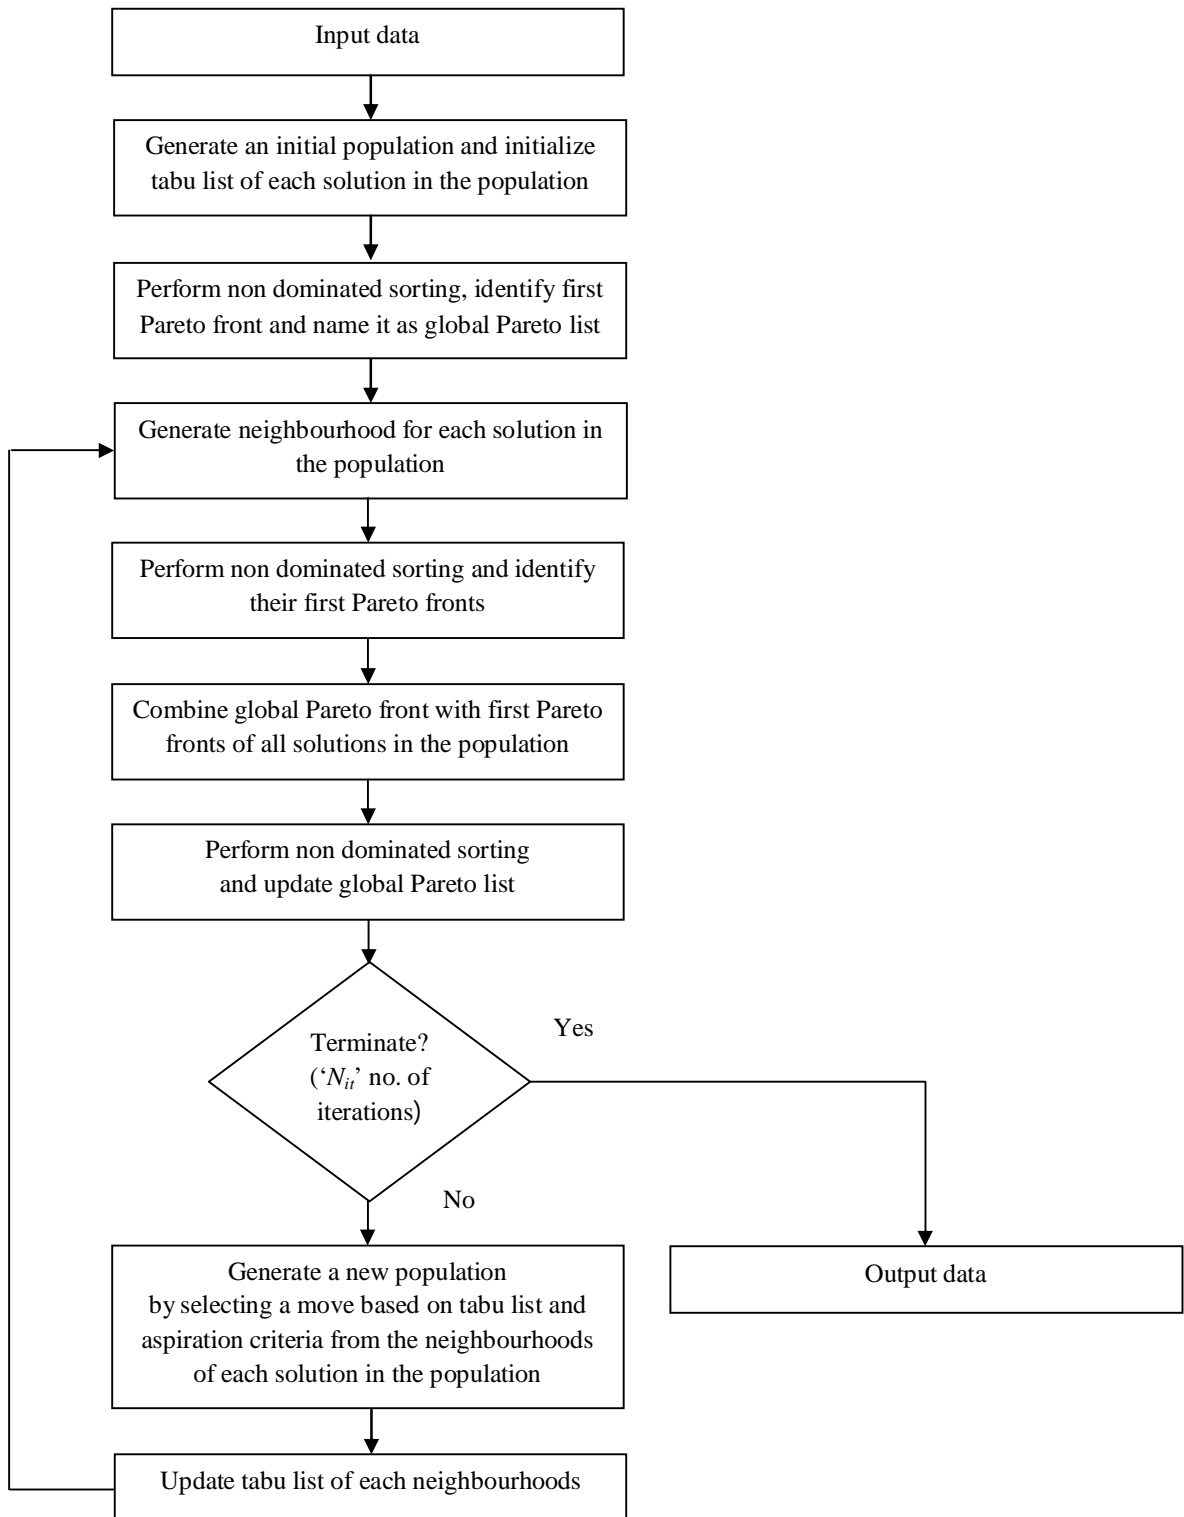 Input data
Generate an initial population and initialize
tabu list of each solution in the population
Perform non dominated sorting, identify first
Pareto front and name it as global Pareto list
Generate neighbourhood for each solution in
the population
Perform non dominated sorting and identify
their first Pareto fronts
Combine global Pareto front with first Pareto
fronts of all solutions in the population
Perform non dominated sorting
and update global Pareto list
Yes
Terminate?
(‘Nit’ no. of
iterations)
No
Generate a new population
by selecting a move based on tabu list and
aspiration criteria from the neighbourhoods
of each solution in the population
Output data
Update tabu list of each neighbourhoods